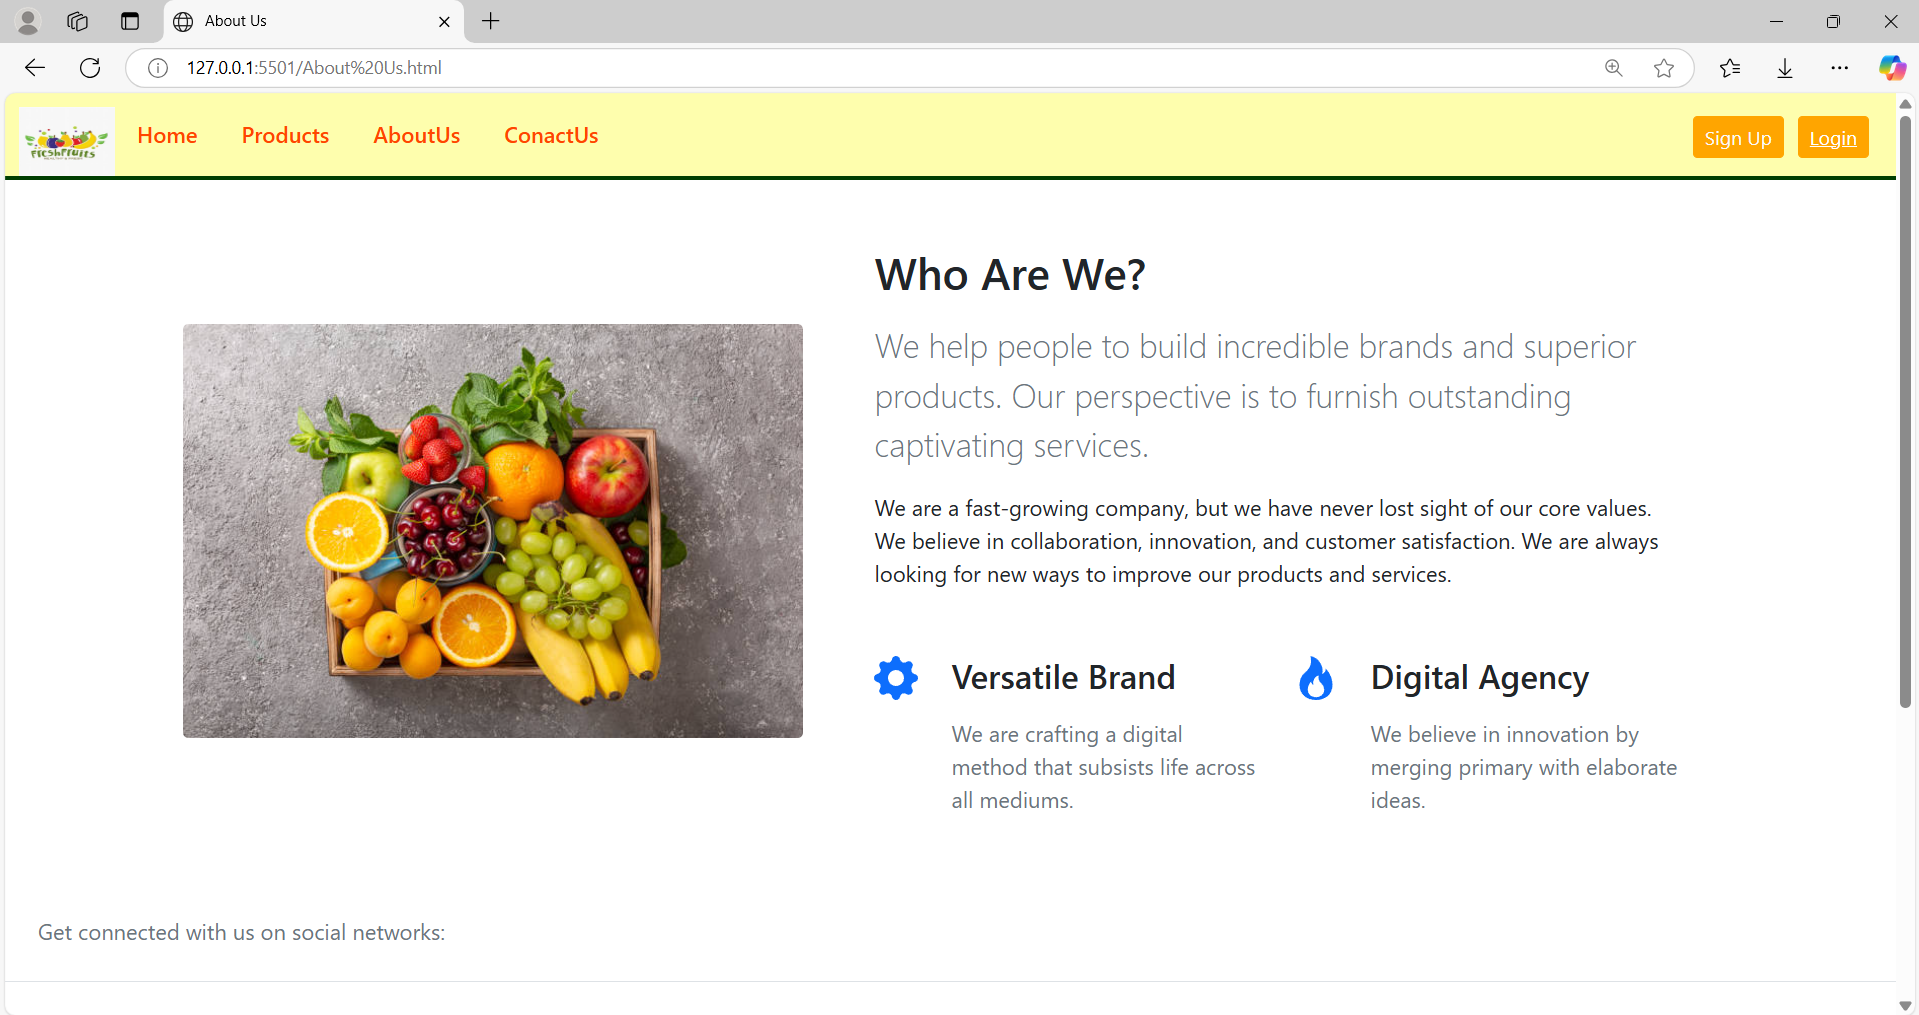 About Us
127.0.0.1:5501/About%20Us.html
FreshFruits
Home
Products
AboutUs
ConactUs
Sign Up
Login
Who Are We?
We help people to build incredible brands and superior
products. Our perspective is to furnish outstanding
captivating services.
We are a fast-growing company, but we have never lost sight of our core values.
We believe in collaboration, innovation, and customer satisfaction. We are always
looking for new ways to improve our products and services.
Versatile Brand
We are crafting a digital
method that subsists life across
all mediums.
Digital Agency
We believe in innovation by
merging primary with elaborate
ideas.
Get connected with us on social networks: